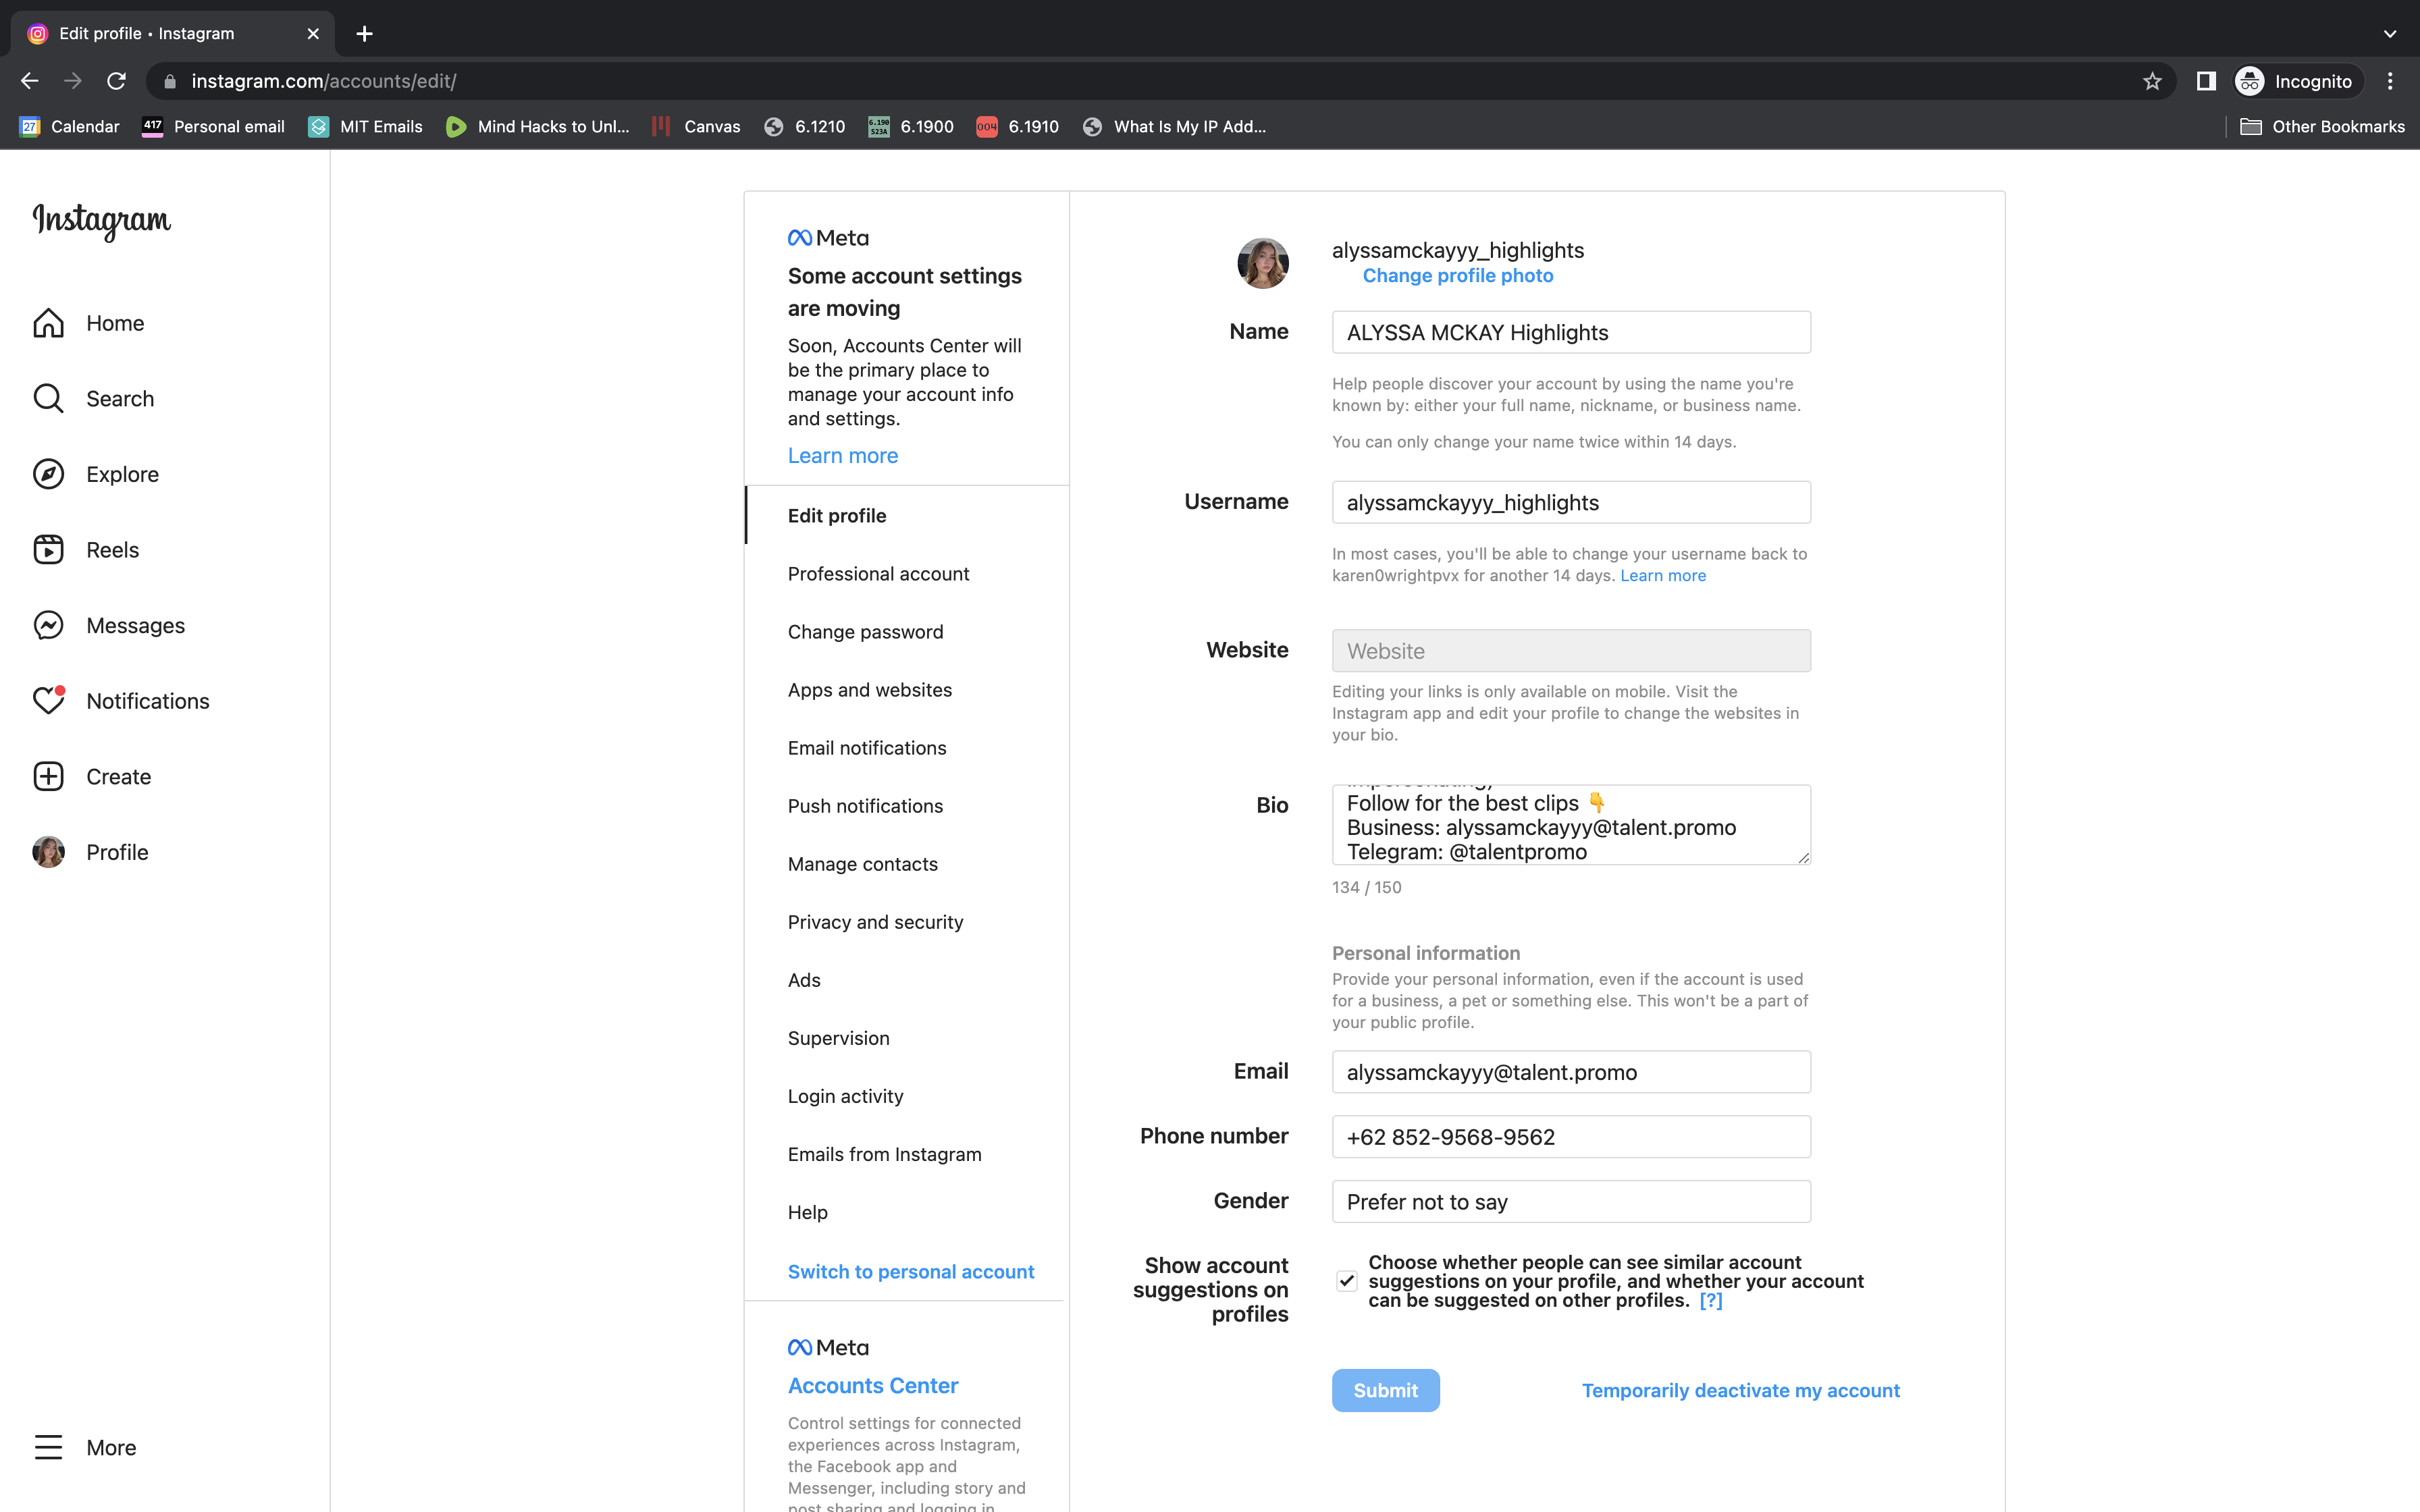 Edit profile • Instagram
instagram.com/accounts/edit/
Incognito
Calendar
Personal email
MIT Emails
Mind Hacks to Unl...
Canvas
6.1210
6.1900
6.1910
What Is My IP Add...
Other Bookmarks
Instagram
Home
Search
Explore
Reels
Messages
Notifications
Create
Profile
More
Meta
Some account settings
are moving
Soon, Accounts Center will
be the primary place to
manage your account info
and settings.
Learn more
Edit profile
Professional account
Change password
Apps and websites
Email notifications
Push notifications
Manage contacts
Privacy and security
Ads
Supervision
Login activity
Emails from Instagram
Help
Switch to personal account
Meta
Accounts Center
Control settings for connected
experiences across Instagram,
the Facebook app and
Messenger, including story and
post sharing and logging in.
alyssamckayyy_highlights
Change profile photo
Name
ALYSSA MCKAY Highlights
Help people discover your account by using the name you're
known by: either your full name, nickname, or business name.
You can only change your name twice within 14 days.
Username
alyssamckayyy_highlights
In most cases, you'll be able to change your username back to
karen0wrightpvx for another 14 days. Learn more
Website
Website
Editing your links is only available on mobile. Visit the
Instagram app and edit your profile to change the websites in
your bio.
Bio
Follow for the best clips 👇
Business: alyssamckayyy@talent.promo
Telegram: @talentpromo
134 / 150
Personal information
Provide your personal information, even if the account is used
for a business, a pet or something else. This won't be a part of
your public profile.
Email
alyssamckayyy@talent.promo
Phone number
+62 852-9568-9562
Gender
Prefer not to say
Show account
suggestions on
profiles
Choose whether people can see similar account
suggestions on your profile, and whether your account
can be suggested on other profiles. [?]
Submit
Temporarily deactivate my account